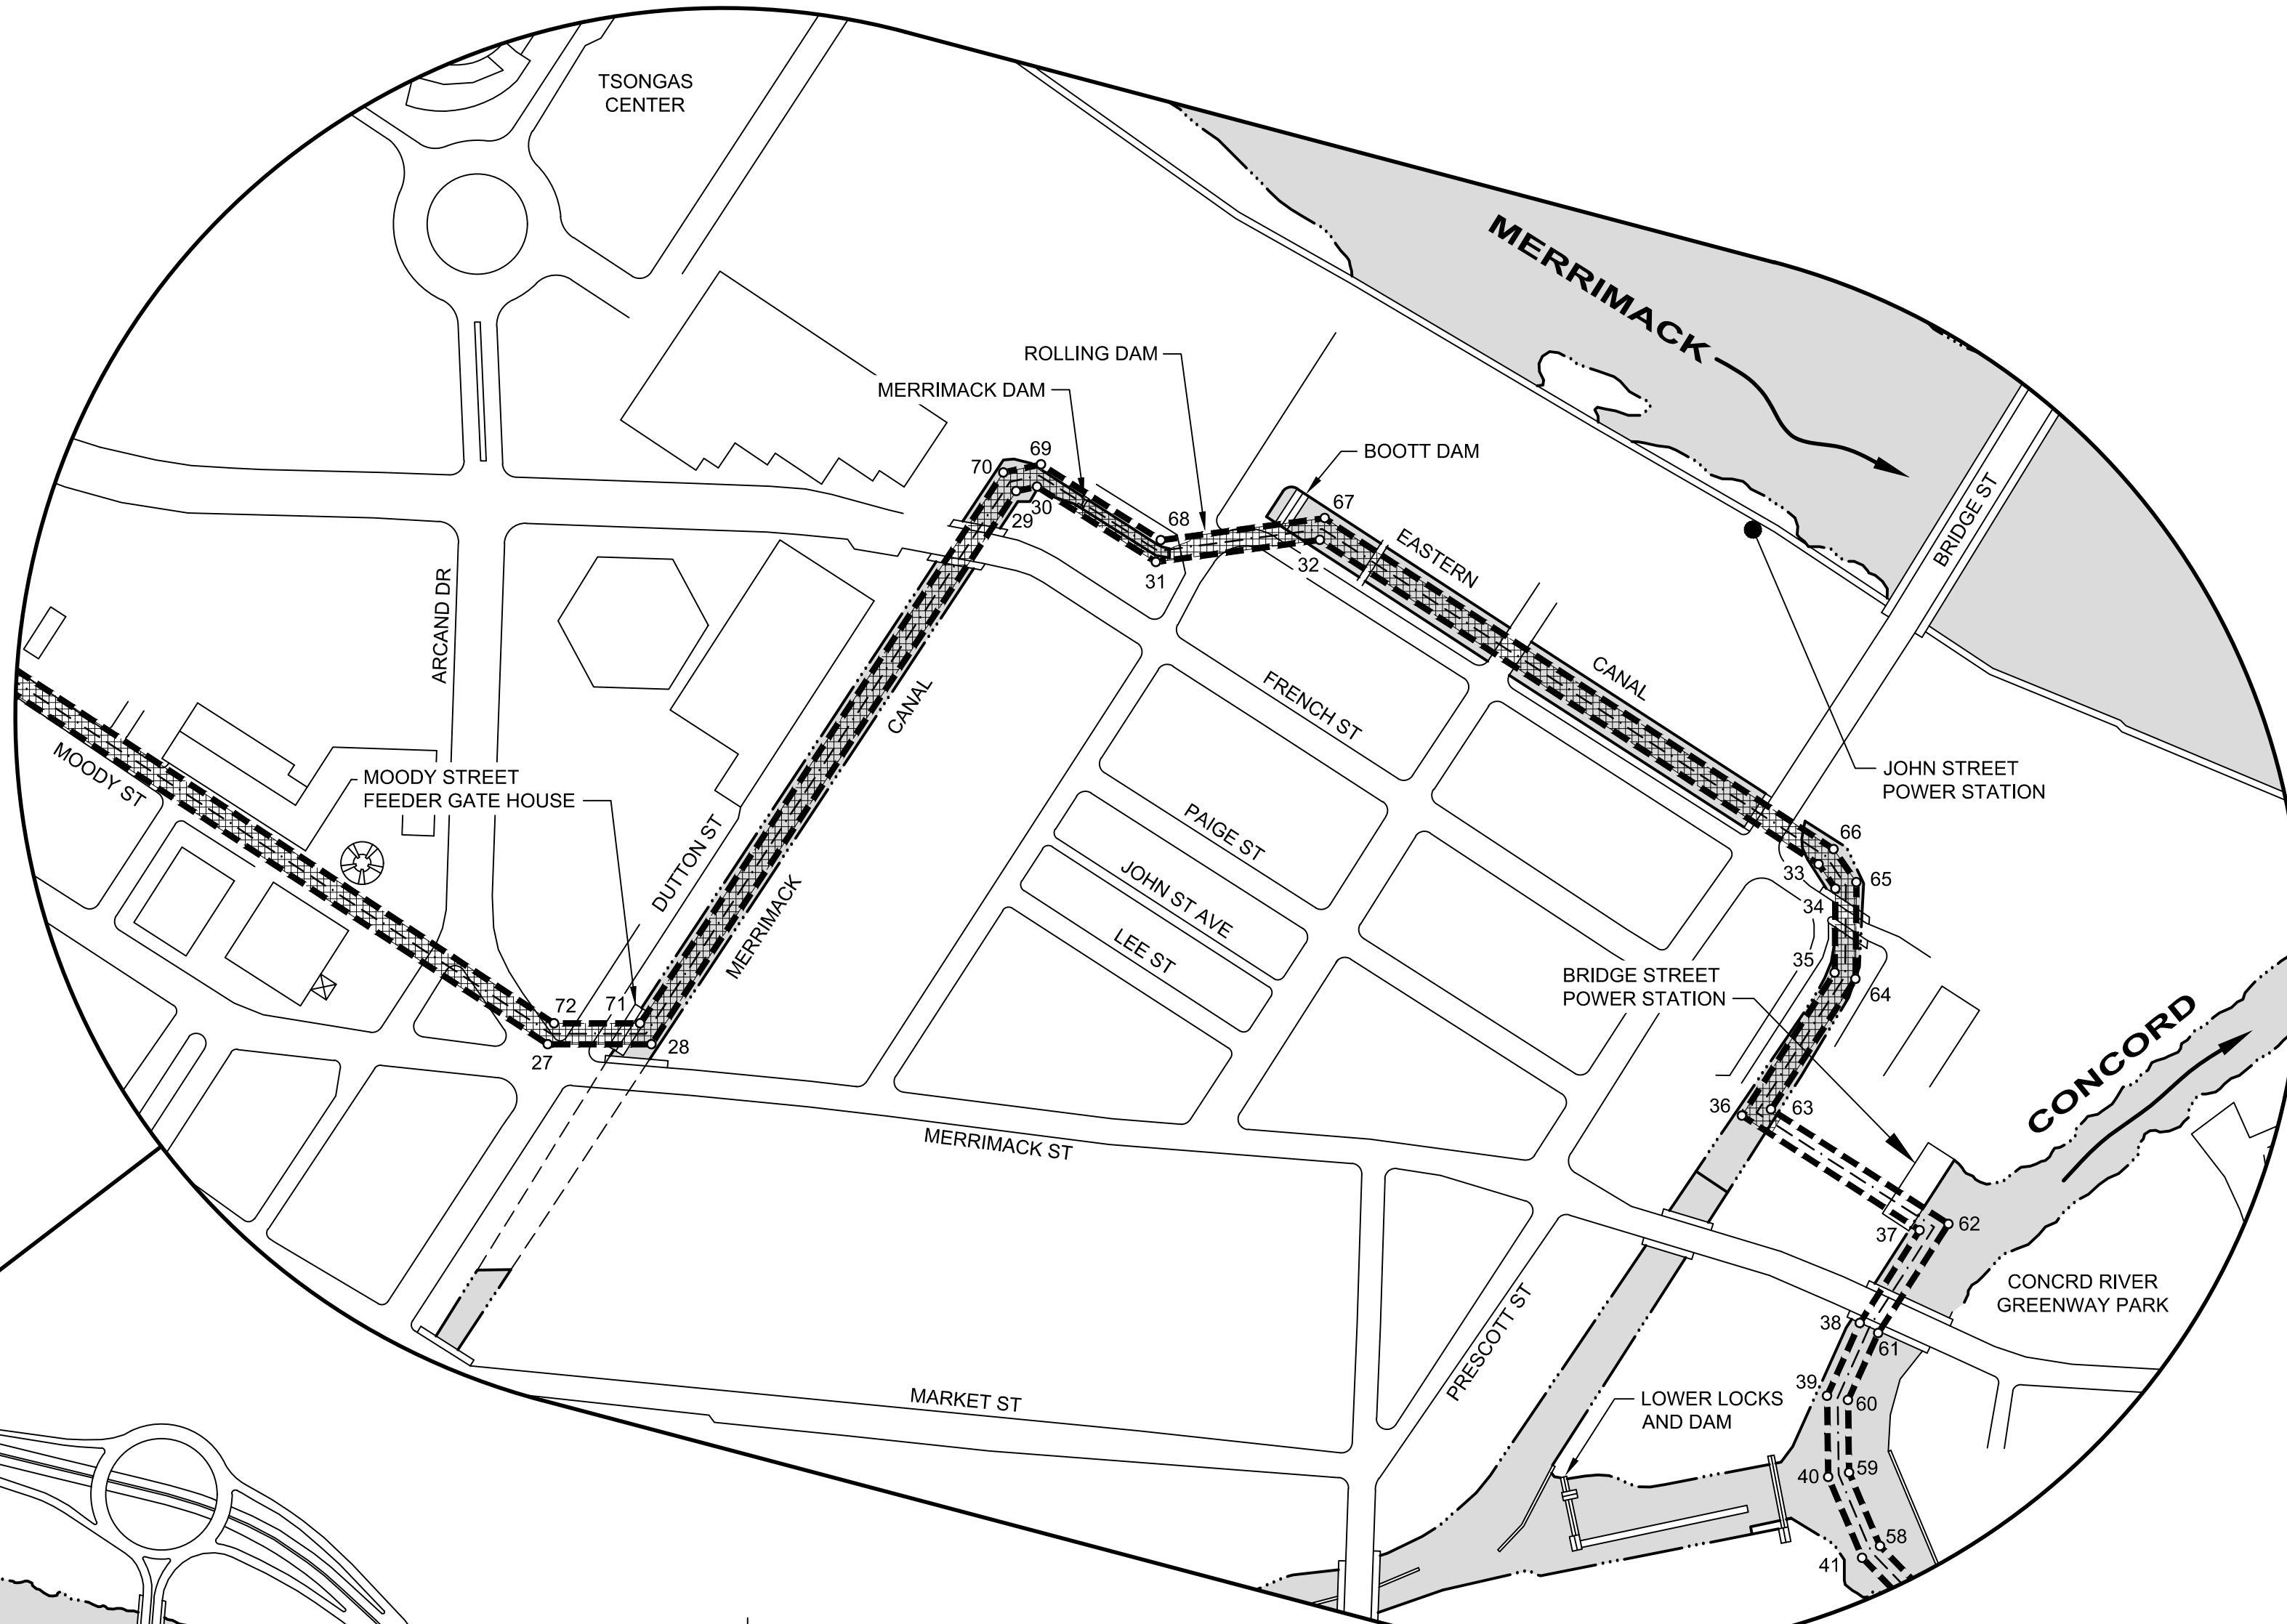 TSONGAS
CENTER
MERRIMACK
ROLLING DAM
MERRIMACK DAM
69
70
BOOTT DAM
BRIDGE ST
30
29
68
67
31
32
EASTERN
ARCAND DR
CANAL
CANAL
FRENCH ST
MOODY ST
MOODY STREET
FEEDER GATE HOUSE
JOHN STREET
POWER STATION
PAIGE ST
DUTTON ST
66
33
65
JOHN ST AVE
34
MERRIMACK
LEE ST
35
BRIDGE STREET
POWER STATION
64
CONCORD
72
71
27
28
36
63
MERRIMACK ST
62
37
CONCRD RIVER
GREENWAY PARK
38
61
PRESCOTT ST
39
60
MARKET ST
LOWER LOCKS
AND DAM
40
59
58
41